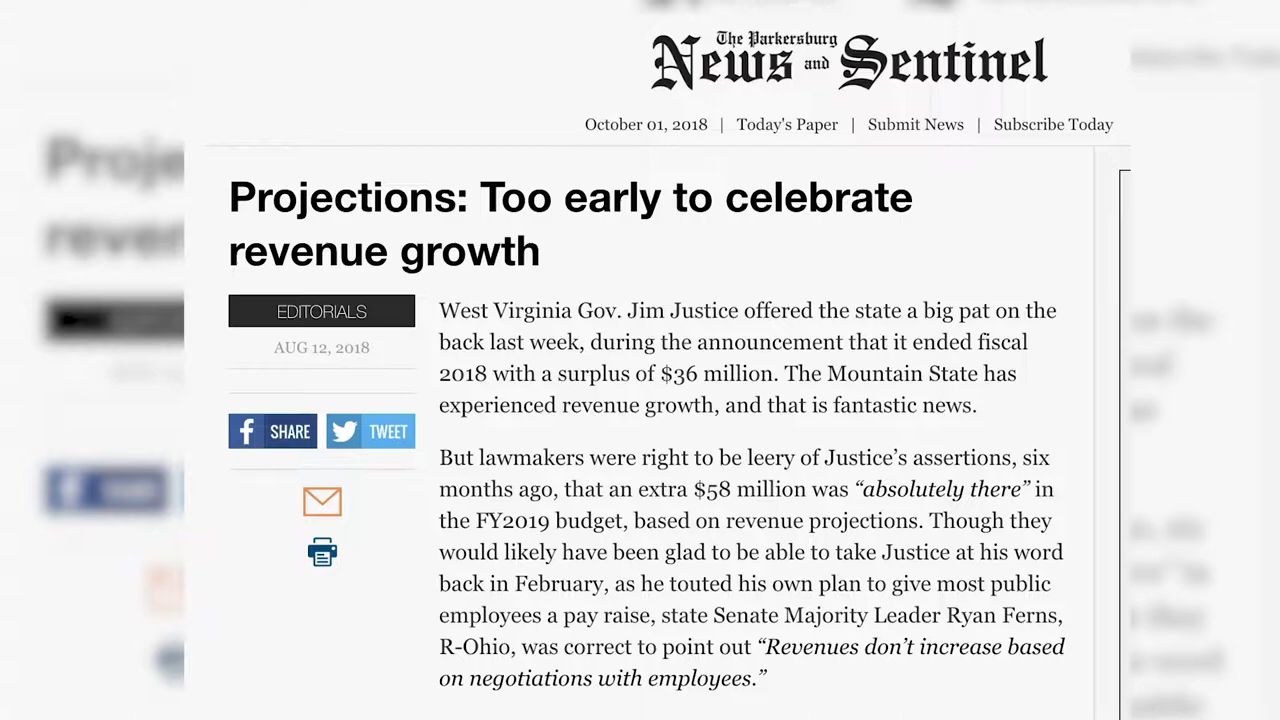 The Parkersburg
News and Sentinel
October 01, 2018 | Today's Paper | Submit News | Subscribe Today
Projections: Too early to celebrate
revenue growth
EDITORIALS
AUG 12, 2018
SHARE
TWEET
West Virginia Gov. Jim Justice offered the state a big pat on the
back last week, during the announcement that it ended fiscal
2018 with a surplus of $36 million. The Mountain State has
experienced revenue growth, and that is fantastic news.
But lawmakers were right to be leery of Justice’s assertions, six
months ago, that an extra $58 million was “absolutely there” in
the FY2019 budget, based on revenue projections. Though they
would likely have been glad to be able to take Justice at his word
back in February, as he touted his own plan to give most public
employees a pay raise, state Senate Majority Leader Ryan Ferns,
R-Ohio, was correct to point out “Revenues don’t increase based
on negotiations with employees.”